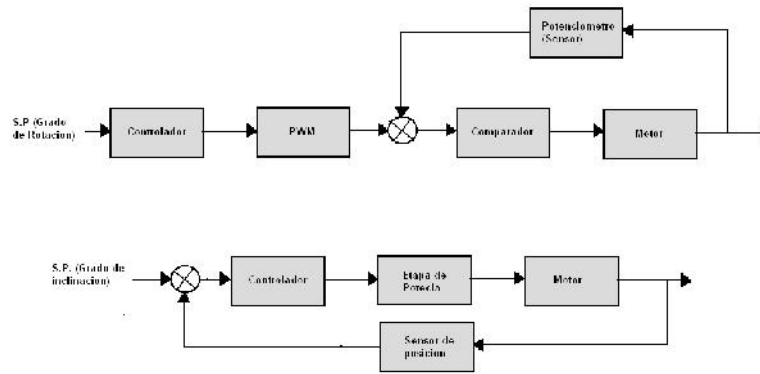 Potenciometro
(Sensor)
S.P (Grado
de Rotacion)
Controlador
PWM
Comparador
Motor
S.P. (Grado de
inclinacion)
Controlador
Etapa de
Potecia
Motor
Sensor de
posicion